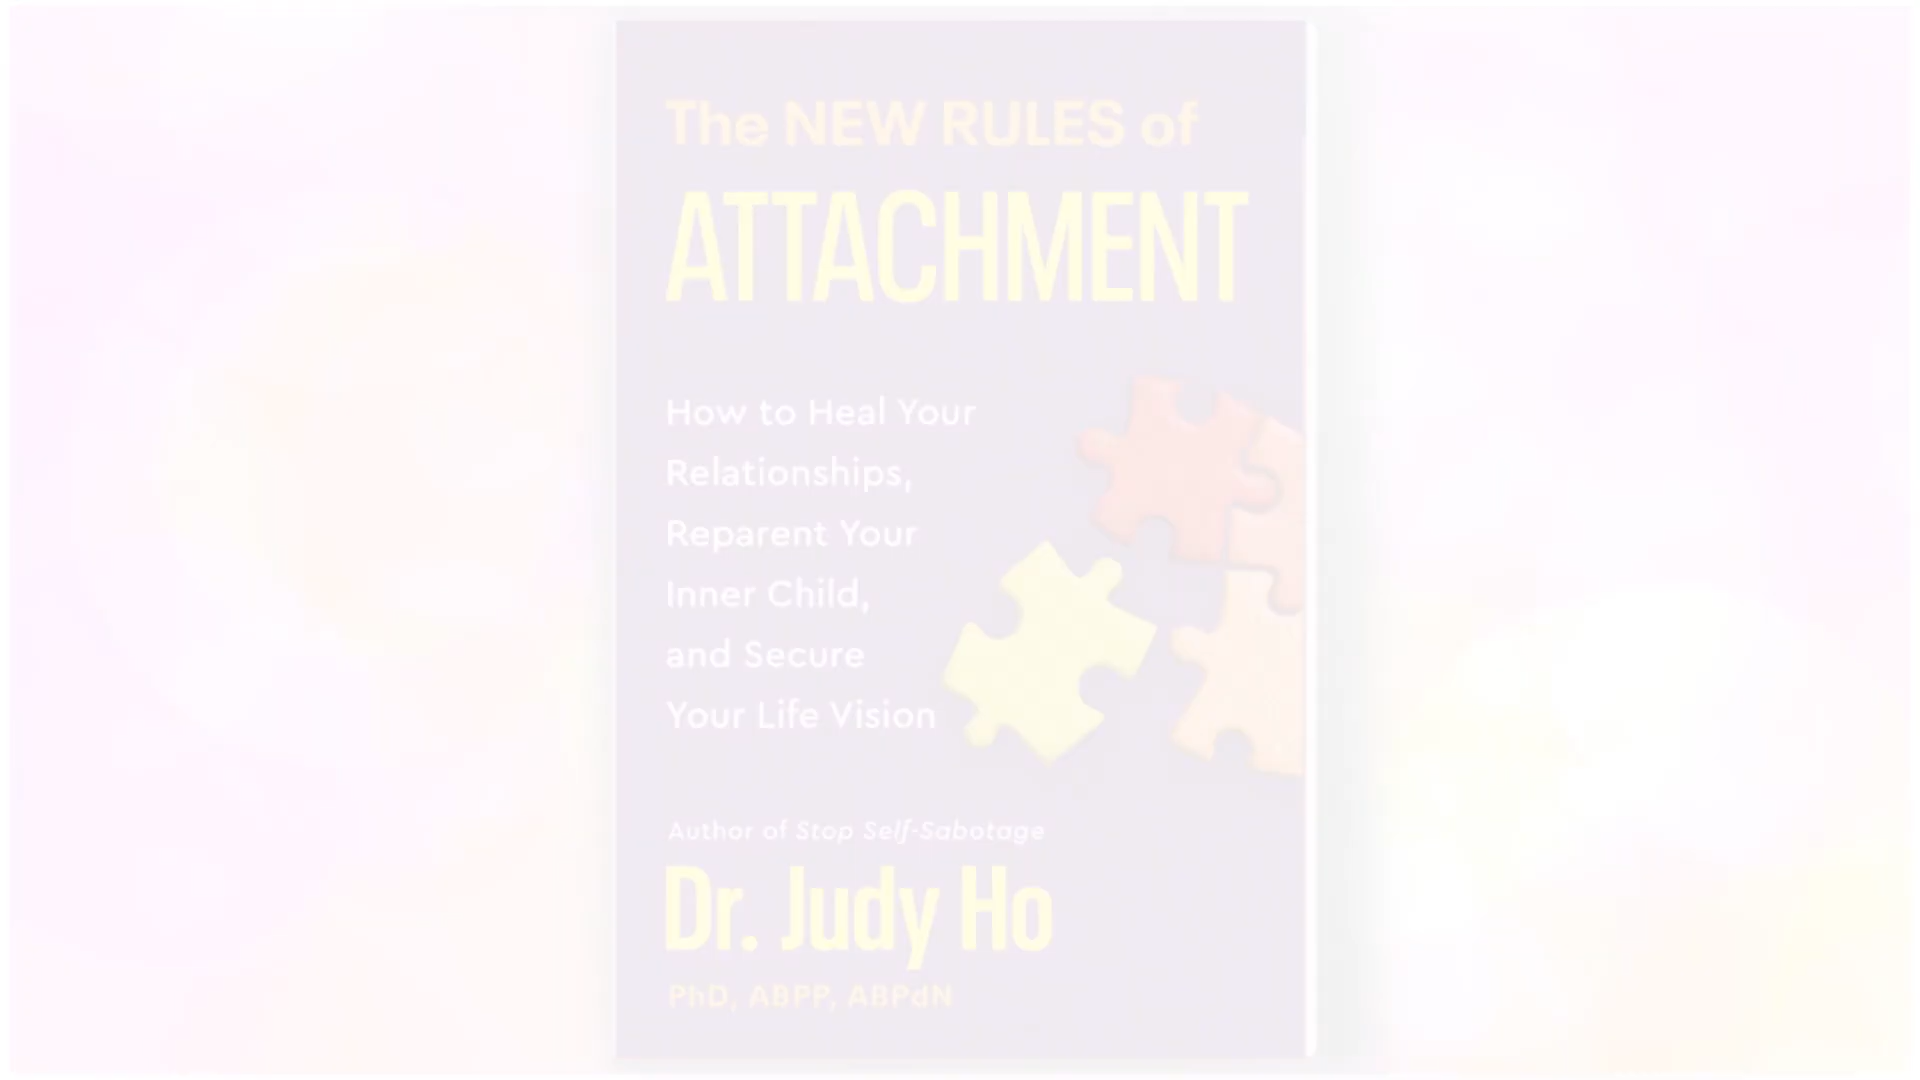 The NEW RULES of
ATTACHMENT
How to Heal Your
Relationships,
Reparent Your
Inner Child,
and Secure
Your Life Vision
Author of Stop Self-Sabotage
Dr. Judy Ho
PhD, ABPP, ABPdN